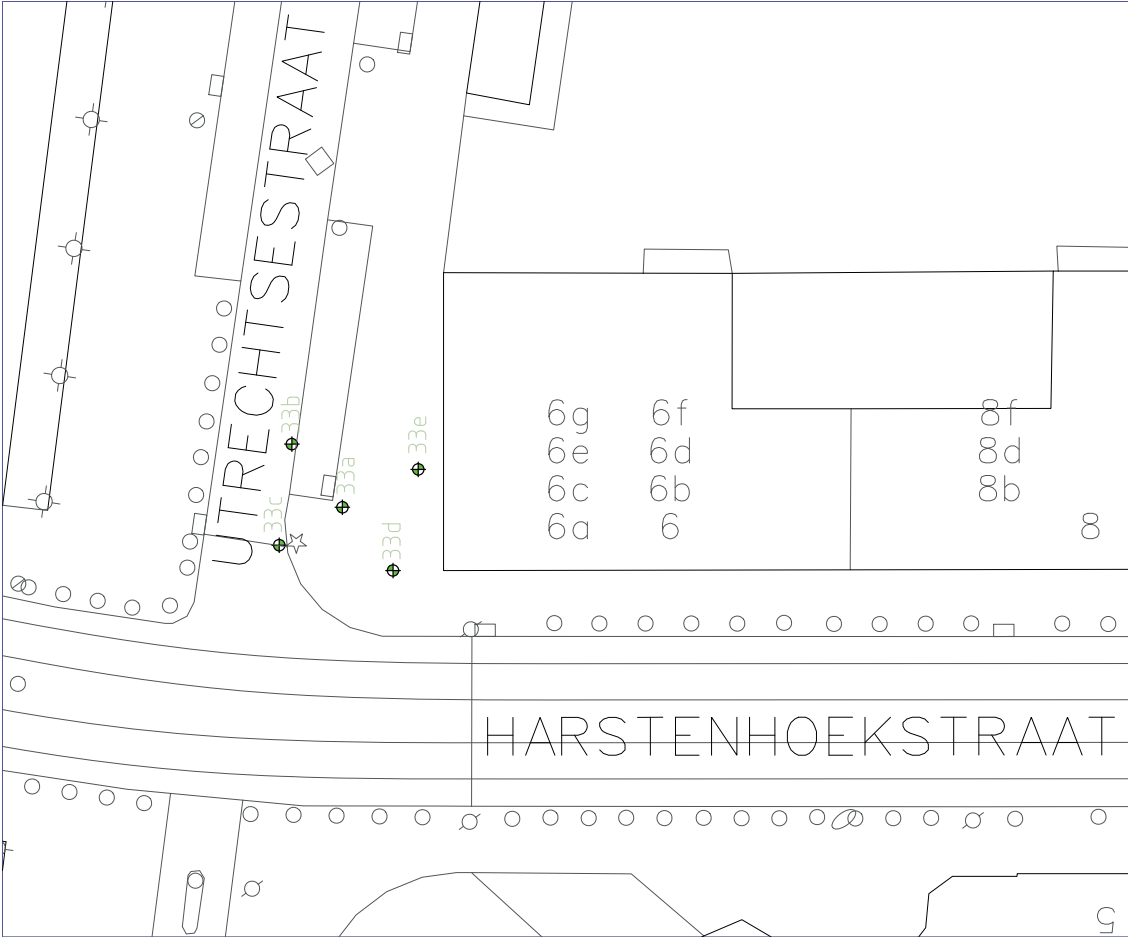 UTRECHTSESTRAAT
33b
33e
33a
33c
33d
6g 6f 8f
6e 6d 8d
6c 6b 8b
6a 6 8
HARSTENHOEKSTRAAT
5